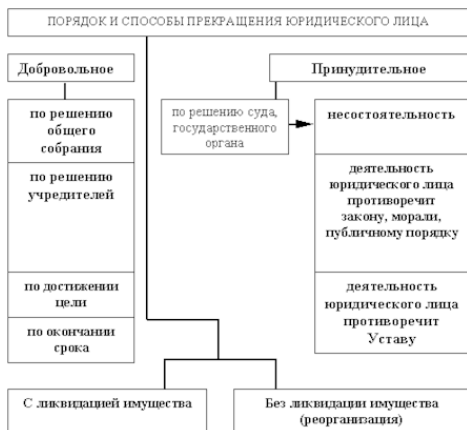 ПОРЯДОК И СПОСОБЫ ПРЕКРАЩЕНИЯ ЮРИДИЧЕСКОГО ЛИЦА
Добровольное
по решению
общего
собрания
по решению
учредителей
по достижении
цели
по окончании
срока
Принудительное
по решению суда,
государственного
органа
несостоятельность
деятельность
юридического лица
противоречит
закону, морали,
публичному порядку
деятельность
юридического лица
противоречит
Уставу
С ликвидацией имущества
Без ликвидации имущества
(реорганизация)